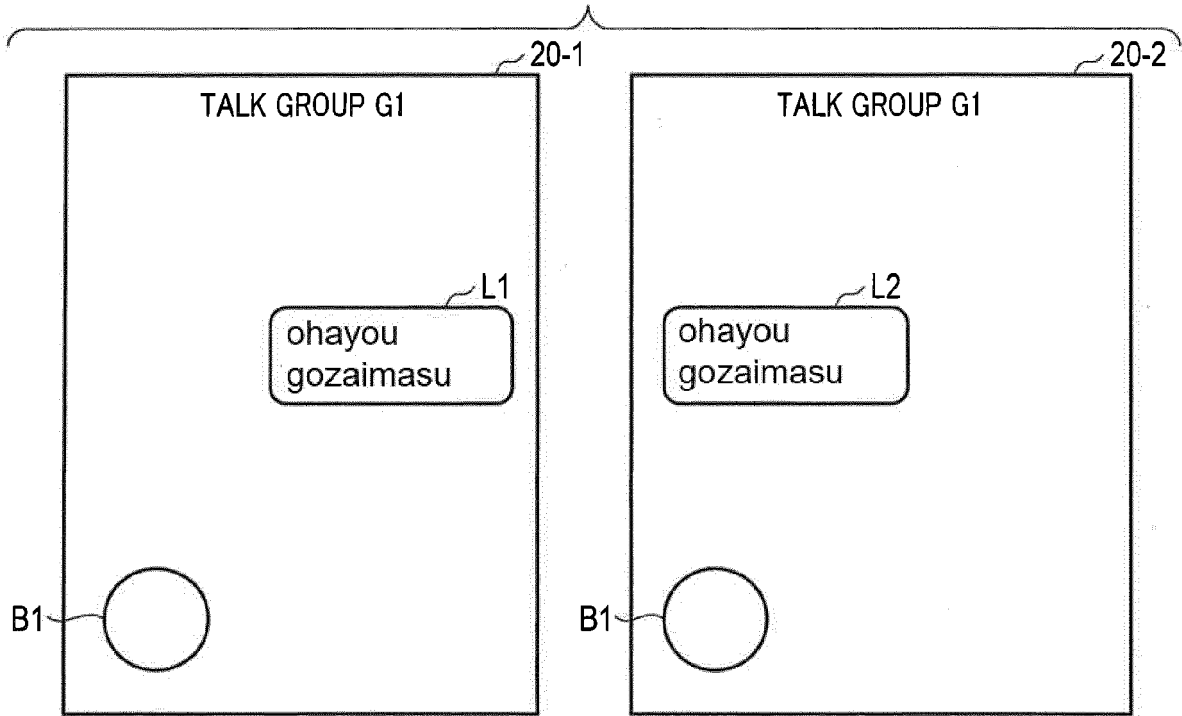 20-1
TALK GROUP G1
L1
ohayou
gozaimasu
B1
20-2
TALK GROUP G1
L2
ohayou
gozaimasu
B1